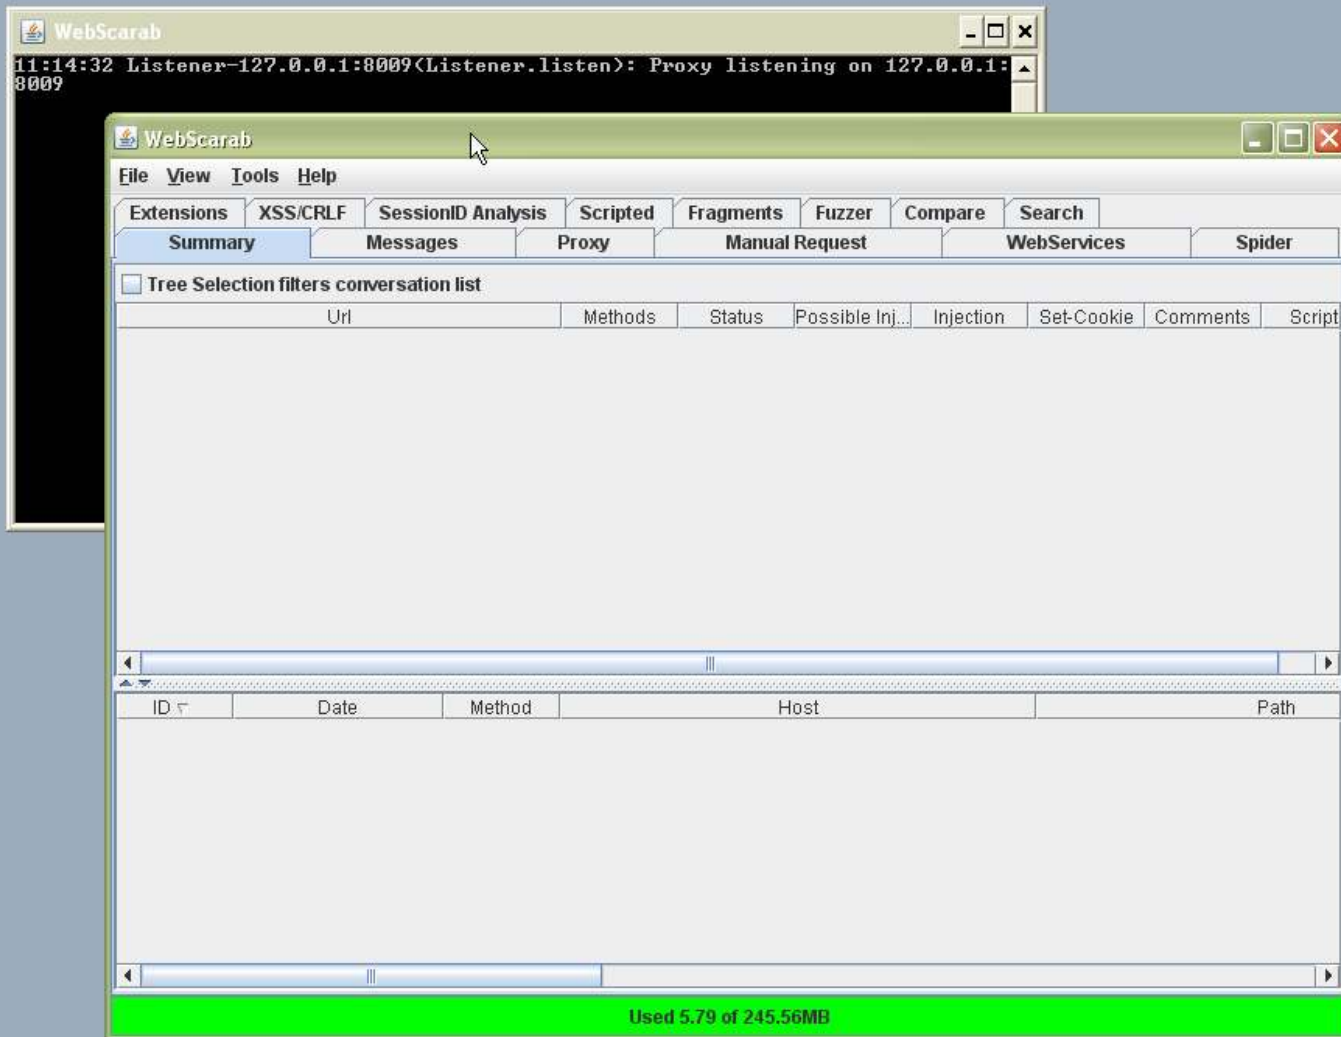 WebScarab
11:14:32 Listener-127.0.0.1:8009(Listener.listen): Proxy listening on 127.0.0.1:
8009
WebScarab
File View Tools Help
Extensions XSS/CRLF SessionID Analysis Scripted Fragments Fuzzer Compare Search
Summary Messages Proxy Manual Request WebServices Spider
Tree Selection filters conversation list
Url Methods Status Possible Inj... Injection Set-Cookie Comments Script
ID Date Method Host Path
Used 5.79 of 245.56MB